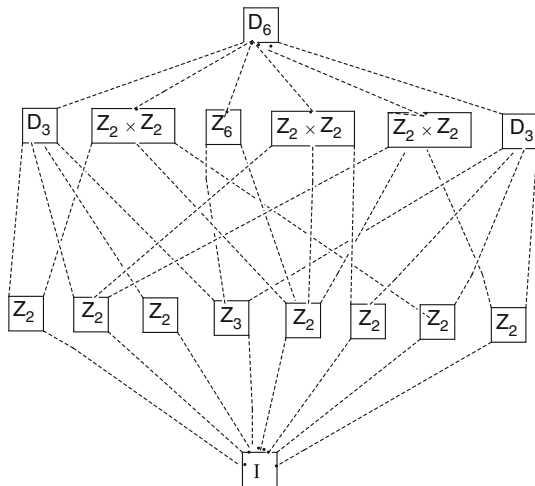 D₆
D₃ Z₂ × Z₂ Z₆ Z₂ × Z₂ Z₂ × Z₂ D₃
Z₂ Z₂ Z₂ Z₃ Z₂ Z₂ Z₂ Z₂
I